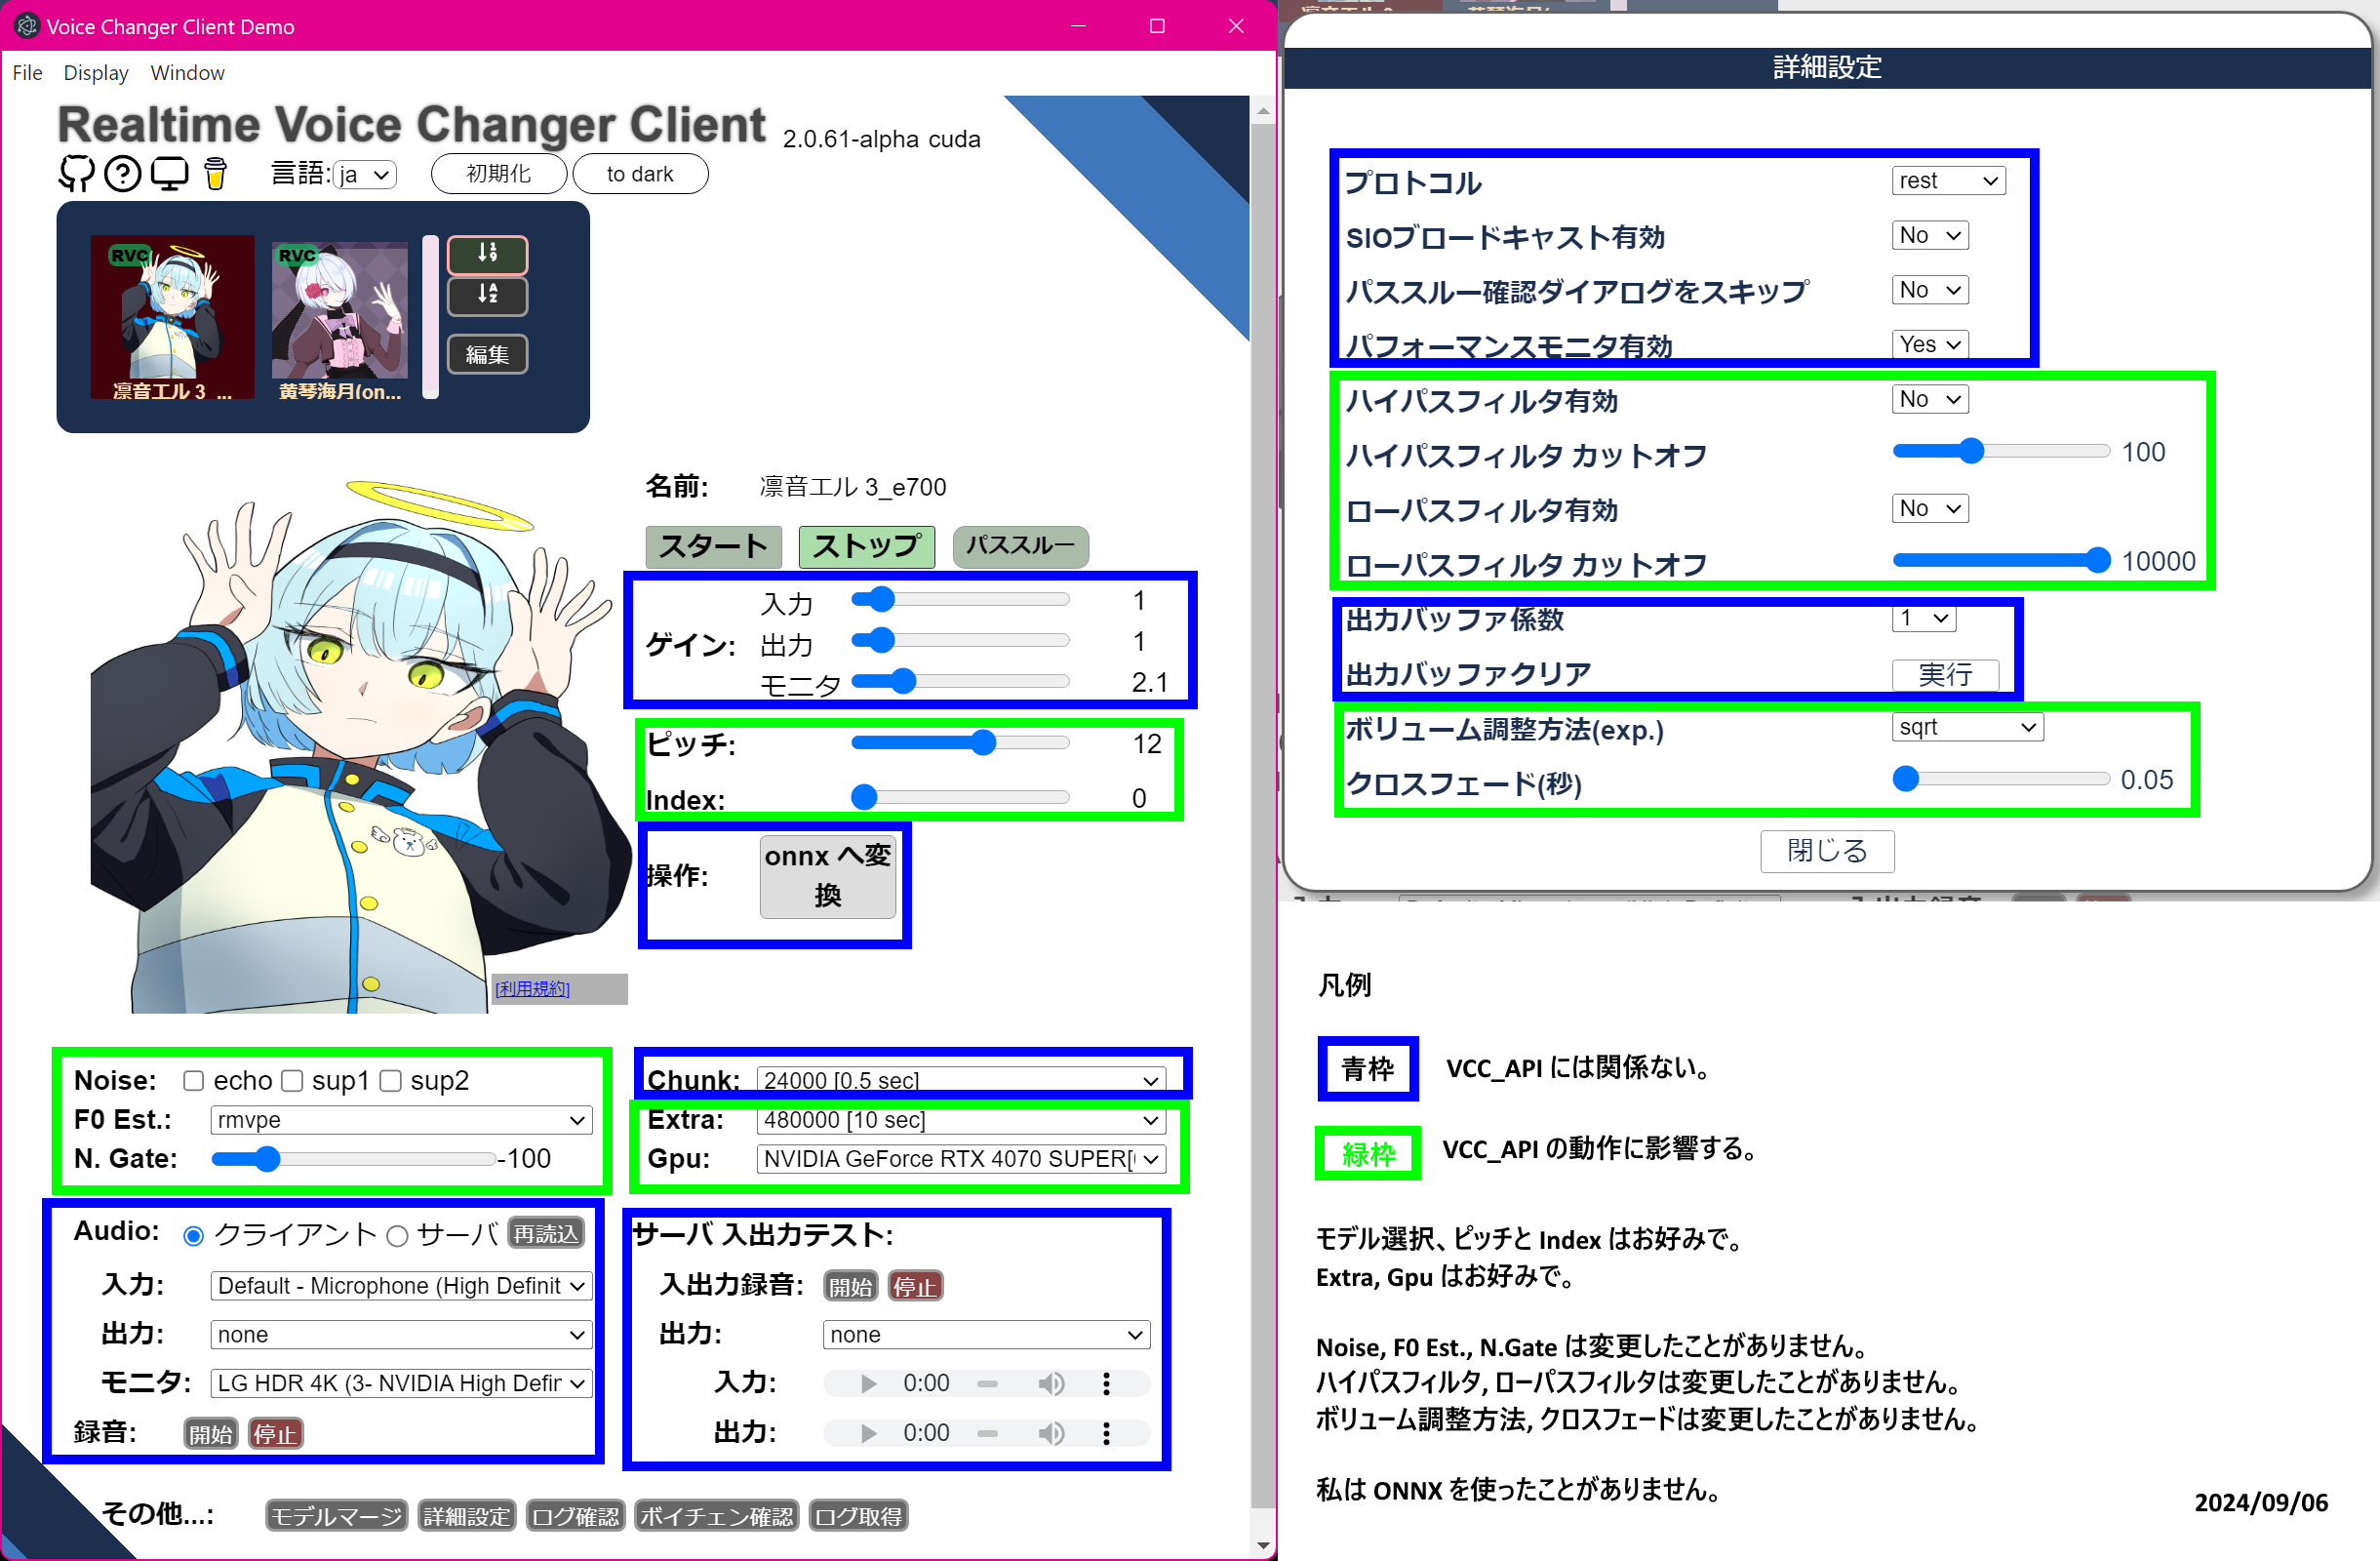 Voice Changer Client Demo
File Display Window
Realtime Voice Changer Client 2.0.61-alpha cuda
言語: ja 初期化 to dark
RVC RVC
編集
凛音エル 3_... 黄琴海月(on...
名前: 凛音エル 3_e700
スタート ストップ パススルー
ゲイン:
入力 1
出力 1
モニタ 2.1
ピッチ: 12
Index: 0
操作: onnx へ変
換
[利用規約]
Noise: echo sup1 sup2
F0 Est.: rmvpe
N. Gate: -100
Chunk: 24000 [0.5 sec]
Extra: 480000 [10 sec]
Gpu: NVIDIA GeForce RTX 4070 SUPER[
Audio: クライアント サーバ 再読込
入力: Default - Microphone (High Definit
出力: none
モニタ: LG HDR 4K (3- NVIDIA High Defir
録音: 開始 停止
サーバ 入出力テスト:
入出力録音: 開始 停止
出力: none
入力: 0:00
出力: 0:00
その他...: モデルマージ 詳細設定 ログ確認 ボイチェン確認 ログ取得
詳細設定
プロトコル rest
SIOブロードキャスト有効 No
パススルー確認ダイアログをスキップ No
パフォーマンスモニタ有効 Yes
ハイパスフィルタ有効 No
ハイパスフィルタ カットオフ 100
ローパスフィルタ有効 No
ローパスフィルタ カットオフ 10000
出力バッファ係数 1
出力バッファクリア 実行
ボリューム調整方法(exp.) sqrt
クロスフェード(秒) 0.05
閉じる
凡例
青枠 VCC_API には関係ない。
緑枠 VCC_API の動作に影響する。
モデル選択、ピッチと Index はお好みで。
Extra, Gpu はお好みで。
Noise, F0 Est., N.Gate は変更したことがありません。
ハイパスフィルタ, ローパスフィルタは変更したことがありません。
ボリューム調整方法, クロスフェードは変更したことがありません。
私は ONNX を使ったことがありません。
2024/09/06